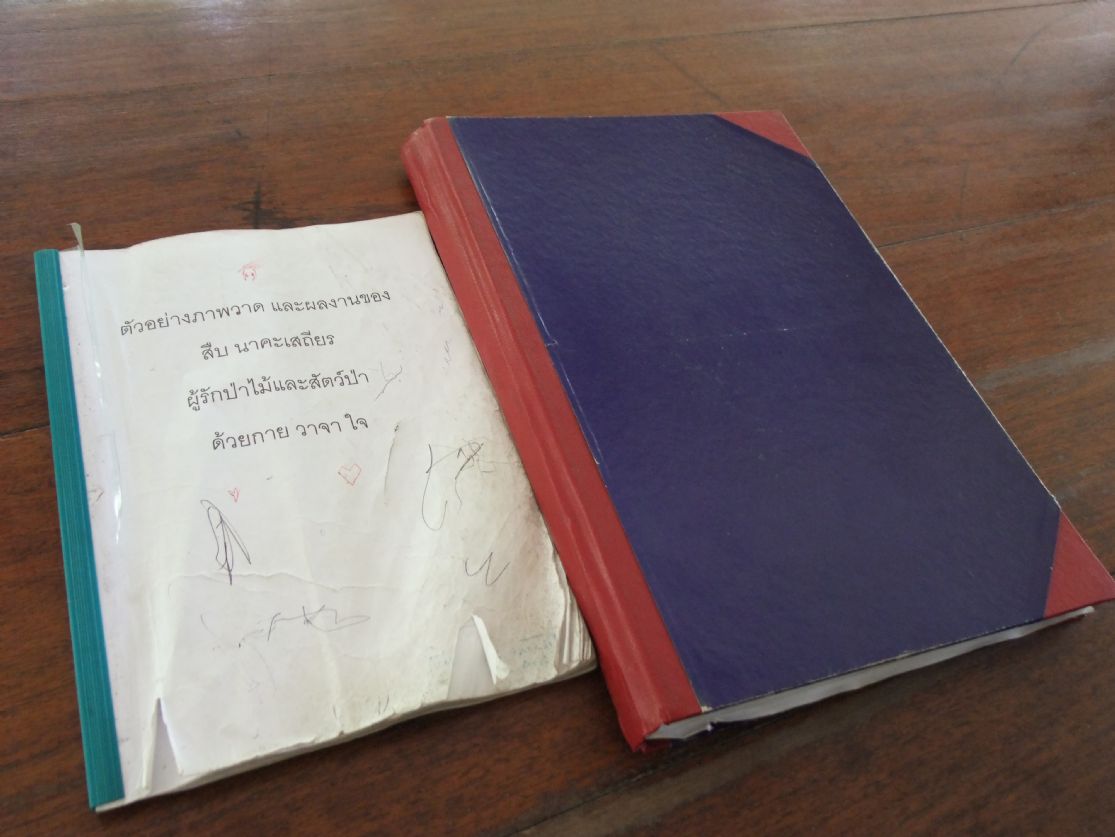 ตัวอย่างภาพวาด และผลงานของ
สืบ นาคะเสถียร
ผู้รักป่าไม้และสัตว์ป่า
ด้วยกาย วาจา ใจ